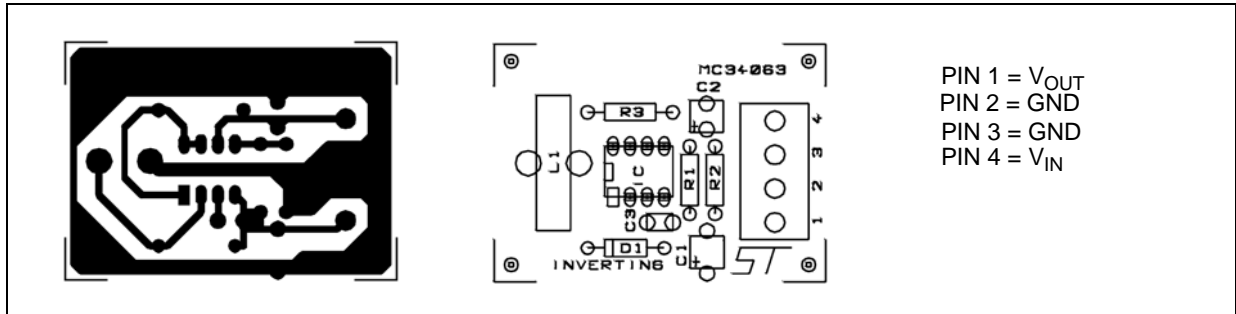 MC34063
C2
R3
L1
IC
R1
R2
C3
D1
C1
INVERTING
ST
4
3
2
1
PIN 1 = VOUT
PIN 2 = GND
PIN 3 = GND
PIN 4 = VIN